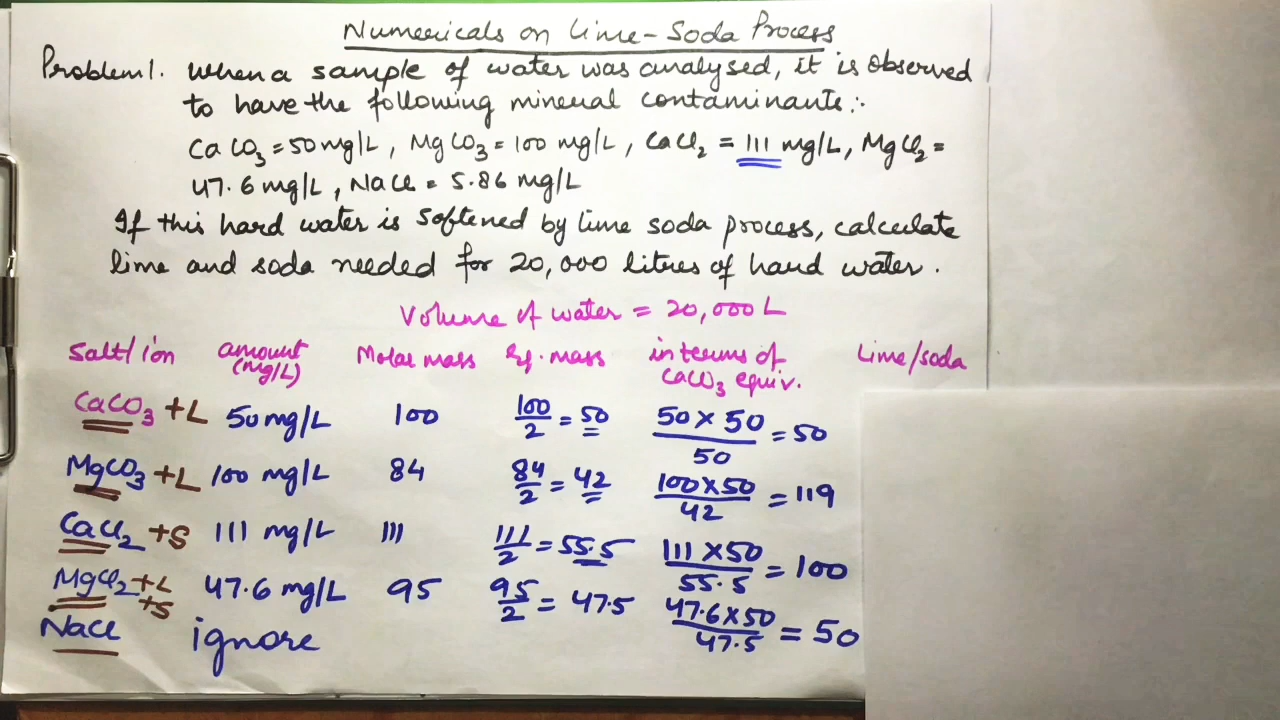 Numericals on Lime-Soda Process
Problem 1. When a sample of water was analysed, it is observed
to have the following mineral contaminants:.
CaCO₃ = 50 mg/L, MgCO₃ = 100 mg/L, CaCl₂ = 111 mg/L, MgCl₂ =
47.6 mg/L, NaCl = 5.86 mg/L
If this hard water is softened by lime soda process, calculate
lime and soda needed for 20,000 litres of hard water.
Volume of water = 20,000 L
Salt/ion amount (mg/L) Molar mass Eq. mass in terms of CaCO₃ equiv. Lime/soda
CaCO₃ +L 50 mg/L 100 100/2 = 50 50 × 50/50 = 50
MgCO₃ +L 100 mg/L 84 84/2 = 42 100×50/42 = 119
CaCl₂ +S 111 mg/L 111 111/2 = 55.5 111 ×50/55.5 = 100
MgCl₂ +L +S 47.6 mg/L 95 95/2 = 47.5 47.6×50/47.5 = 50
NaCl ignore